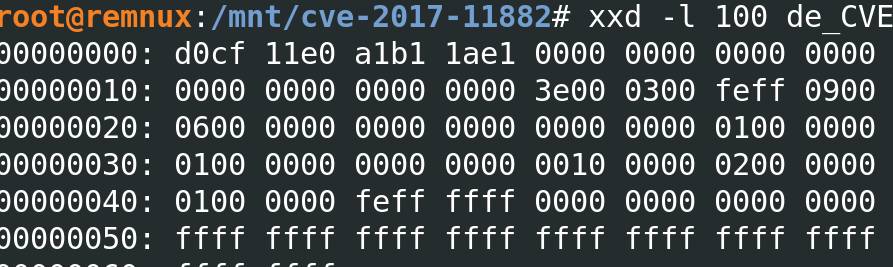 root@remnux:/mnt/cve-2017-11882# xxd -l 100 de_CVE
00000000: d0cf 11e0 a1b1 1ae1 0000 0000 0000 0000
00000010: 0000 0000 0000 0000 3e00 0300 feff 0900
00000020: 0600 0000 0000 0000 0000 0000 0100 0000
00000030: 0100 0000 0000 0000 0010 0000 0200 0000
00000040: 0100 0000 feff ffff 0000 0000 0000 0000
00000050: ffff ffff ffff ffff ffff ffff ffff ffff
00000060: ffff ffff